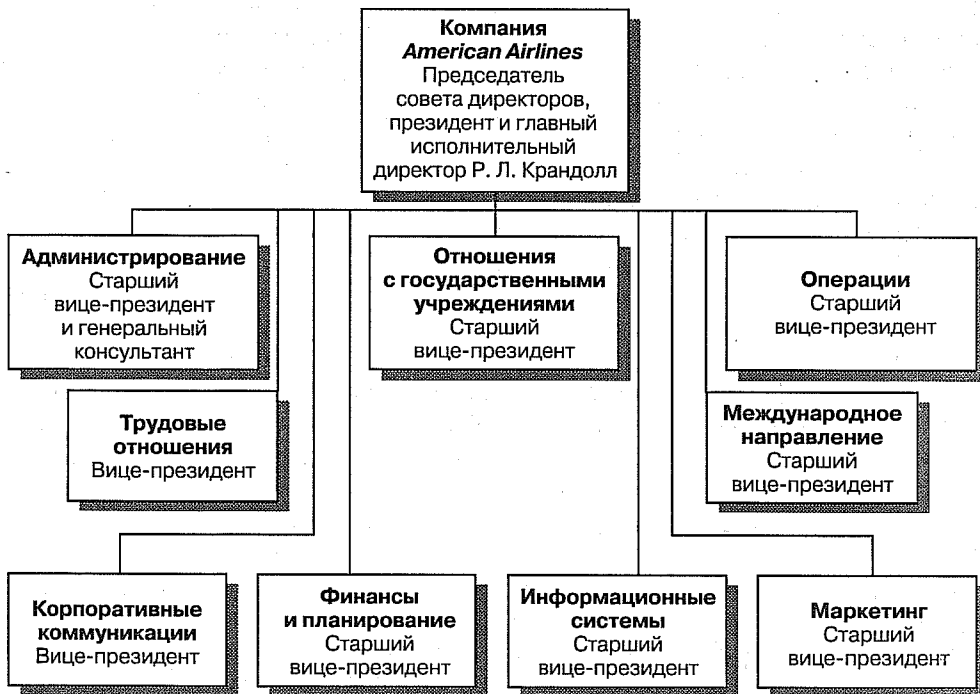 Компания
American Airlines
Председатель
совета директоров,
президент и главный
исполнительный
директор Р. Л. Крандолл
Администрирование
Старший
вице-президент
и генеральный
консультант
Отношения
с государственными
учреждениями
Старший
вице-президент
Операции
Старший
вице-президент
Трудовые
отношения
Вице-президент
Международное
направление
Старший
вице-президент
Корпоративные
коммуникации
Вице-президент
Финансы
и планирование
Старший
вице-президент
Информационные
системы
Старший
вице-президент
Маркетинг
Старший
вице-президент